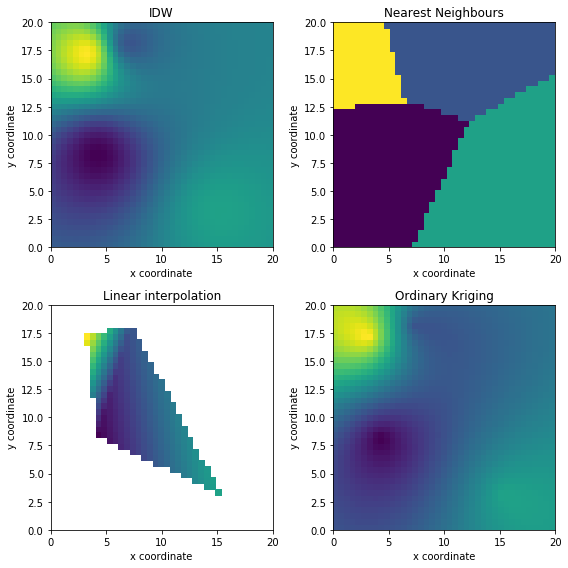 IDW
Nearest Neighbours
20.0
17.5
15.0
12.5
10.0
7.5
5.0
2.5
0.0
y coordinate
0 5 10 15 20
x coordinate
20.0
17.5
15.0
12.5
10.0
7.5
5.0
2.5
0.0
y coordinate
0 5 10 15 20
x coordinate
Linear interpolation
Ordinary Kriging
20.0
17.5
15.0
12.5
10.0
7.5
5.0
2.5
0.0
y coordinate
0 5 10 15 20
x coordinate
20.0
17.5
15.0
12.5
10.0
7.5
5.0
2.5
0.0
y coordinate
0 5 10 15 20
x coordinate